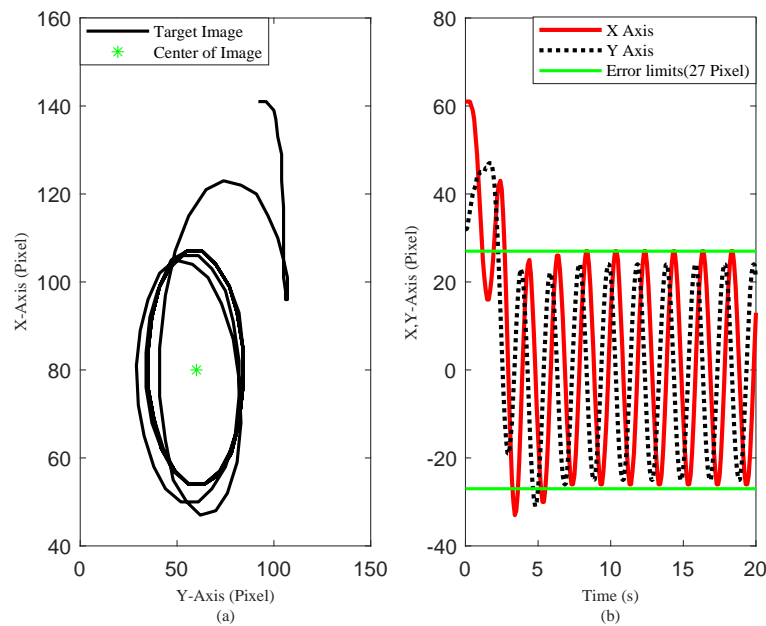 Target Image
Center of Image
160
140
120
100
80
60
40
0
50
100
150
X-Axis (Pixel)
Y-Axis (Pixel)
(a)
X Axis
Y Axis
Error limits(27 Pixel)
80
60
40
20
0
-20
-40
0
5
10
15
20
X,Y-Axis (Pixel)
Time (s)
(b)